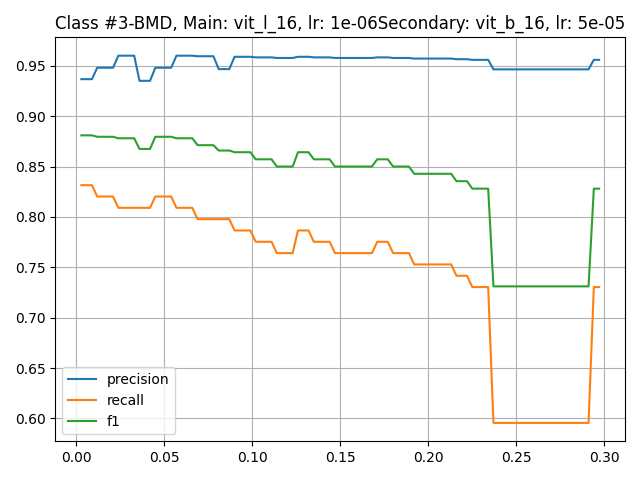 Class #3-BMD, Main: vit_l_16, lr: 1e-06Secondary: vit_b_16, lr: 5e-05
0.95
0.90
0.85
0.80
0.75
0.70
0.65
0.60
precision
recall
f1
0.00 0.05 0.10 0.15 0.20 0.25 0.30